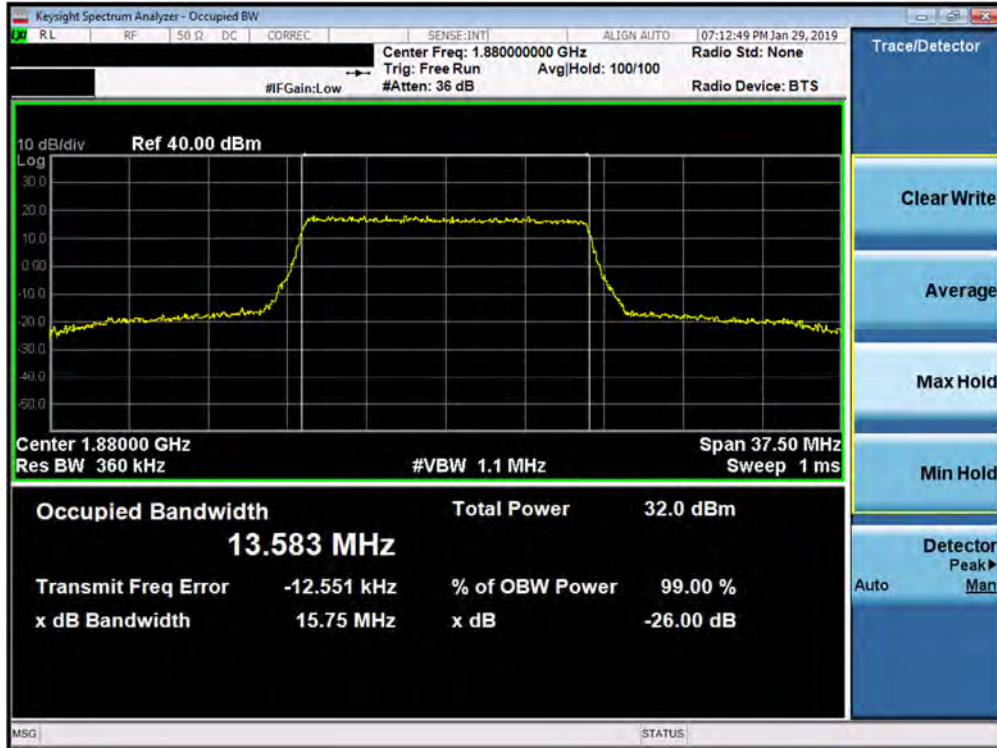 Keysight Spectrum Analyzer - Occupied BW
LXI RL RF 50 Ω DC CORREC SENSE:INT ALIGN AUTO 07:12:49 PM Jan 29, 2019
Center Freq: 1.880000000 GHz Radio Std: None
Trig: Free Run Avg|Hold: 100/100
#IFGain:Low #Atten: 36 dB Radio Device: BTS
Trace/Detector
10 dB/div Ref 40.00 dBm
Log
30.0
20.0
10.0
0.00
-10.0
-20.0
-30.0
-40.0
-50.0
Center 1.88000 GHz Span 37.50 MHz
Res BW 360 kHz #VBW 1.1 MHz Sweep 1 ms
Occupied Bandwidth Total Power 32.0 dBm
13.583 MHz
Transmit Freq Error -12.551 kHz % of OBW Power 99.00 %
x dB Bandwidth 15.75 MHz x dB -26.00 dB
Clear Write
Average
Max Hold
Min Hold
Detector
Peak▶
Auto Man
MSG STATUS